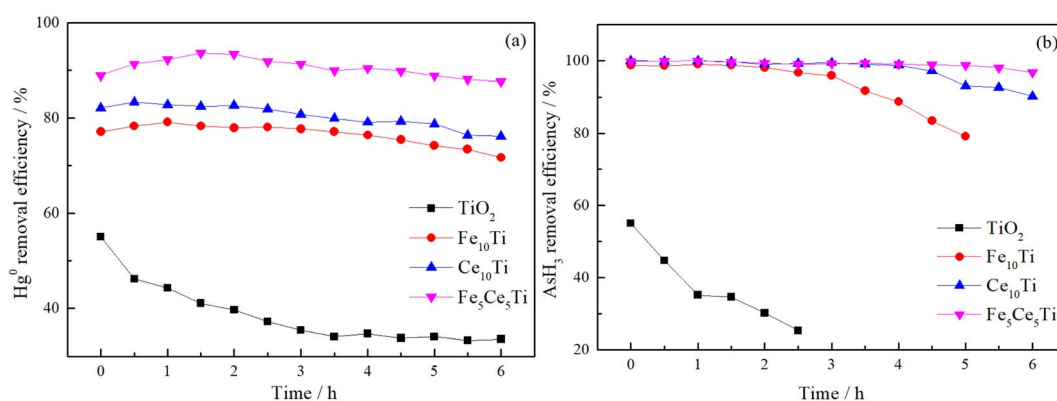 (a)
Hg⁰ removal efficiency / %
100
80
60
40
TiO₂
Fe₁₀Ti
Ce₁₀Ti
Fe₅Ce₅Ti
0 1 2 3 4 5 6
Time / h
(b)
AsH₃ removal efficiency / %
100
80
60
40
20
TiO₂
Fe₁₀Ti
Ce₁₀Ti
Fe₅Ce₅Ti
0 1 2 3 4 5 6
Time / h